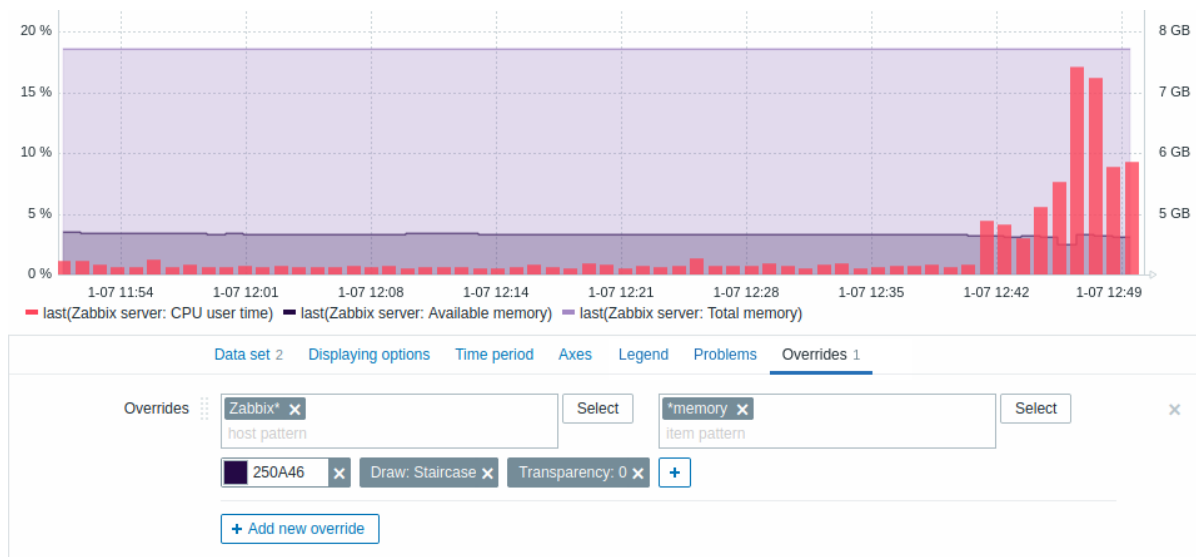 20 % 8 GB
15 % 7 GB
10 % 6 GB
5 % 5 GB
0 %
1-07 11:54 1-07 12:01 1-07 12:08 1-07 12:14 1-07 12:21 1-07 12:28 1-07 12:35 1-07 12:42 1-07 12:49
last(Zabbix server: CPU user time) last(Zabbix server: Available memory) last(Zabbix server: Total memory)
Data set 2 Displaying options Time period Axes Legend Problems Overrides 1
Overrides Zabbix* Select *memory Select
host pattern item pattern
250A46 Draw: Staircase Transparency: 0 +
+ Add new override